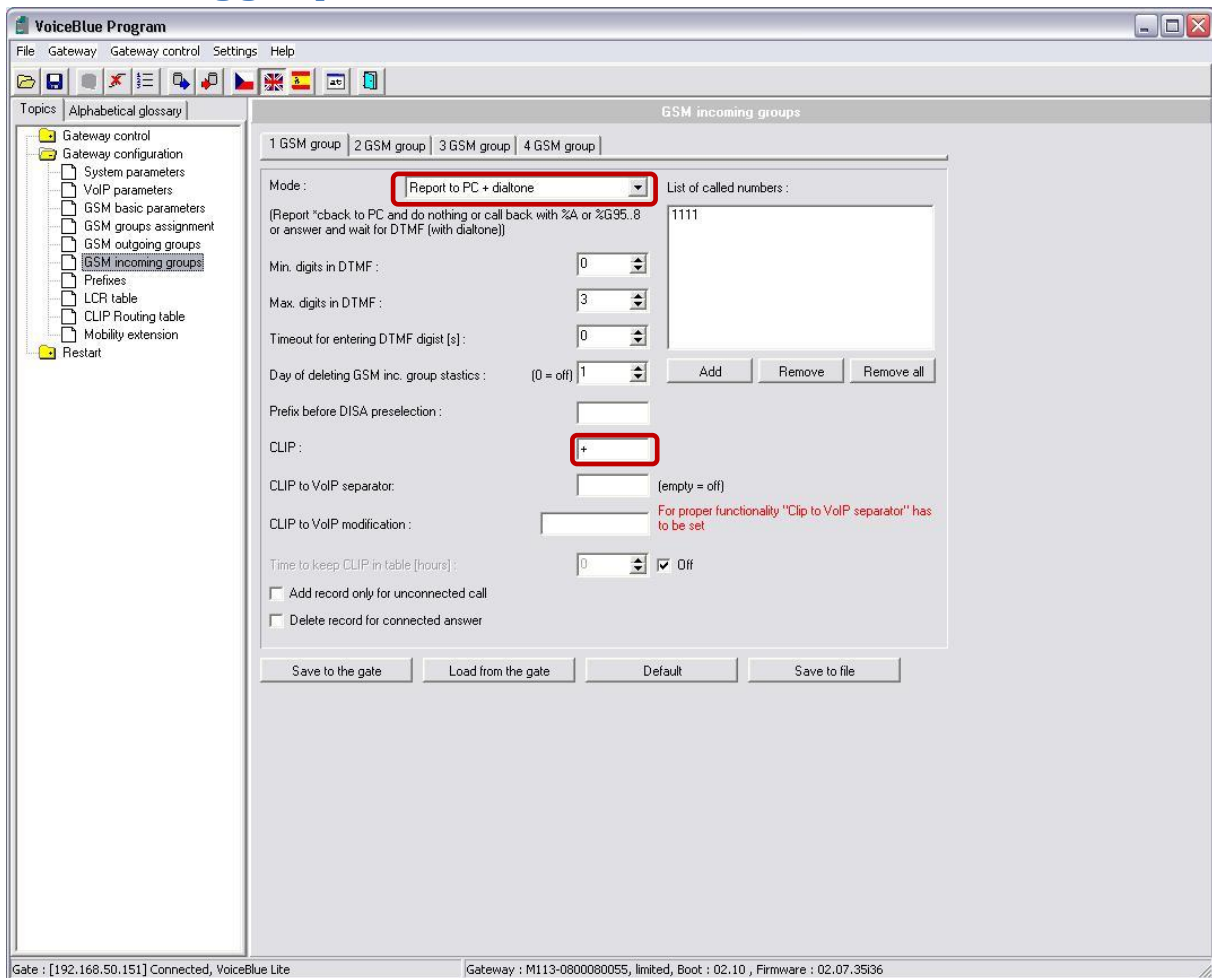 VoiceBlue Program
File Gateway Gateway control Settings Help
Topics Alphabetical glossary
GSM incoming groups
Gateway control
Gateway configuration
System parameters
VoIP parameters
GSM basic parameters
GSM groups assignment
GSM outgoing groups
GSM incoming groups
Prefixes
LCR table
CLIP Routing table
Mobility extension
Restart
1 GSM group 2 GSM group 3 GSM group 4 GSM group
Mode : Report to PC + dialtone
(Report *cback to PC and do nothing or call back with %A or %G95..8
or answer and wait for DTMF (with dialtone))
Min. digits in DTMF : 0
Max. digits in DTMF : 3
Timeout for entering DTMF digist [s] : 0
Day of deleting GSM inc. group stastics : (0 = off) 1
Prefix before DISA preselection :
CLIP : +
CLIP to VoIP separator: (empty = off)
CLIP to VoIP modification :
For proper functionality "Clip to VoIP separator" has
to be set
Time to keep CLIP in table [hours] : 0 Off
Add record only for unconnected call
Delete record for connected answer
List of called numbers :
1111
Add Remove Remove all
Save to the gate Load from the gate Default Save to file
Gate : [192.168.50.151] Connected, VoiceBlue Lite Gateway : M113-0800080055, limited, Boot : 02.10 , Firmware : 02.07.35i36